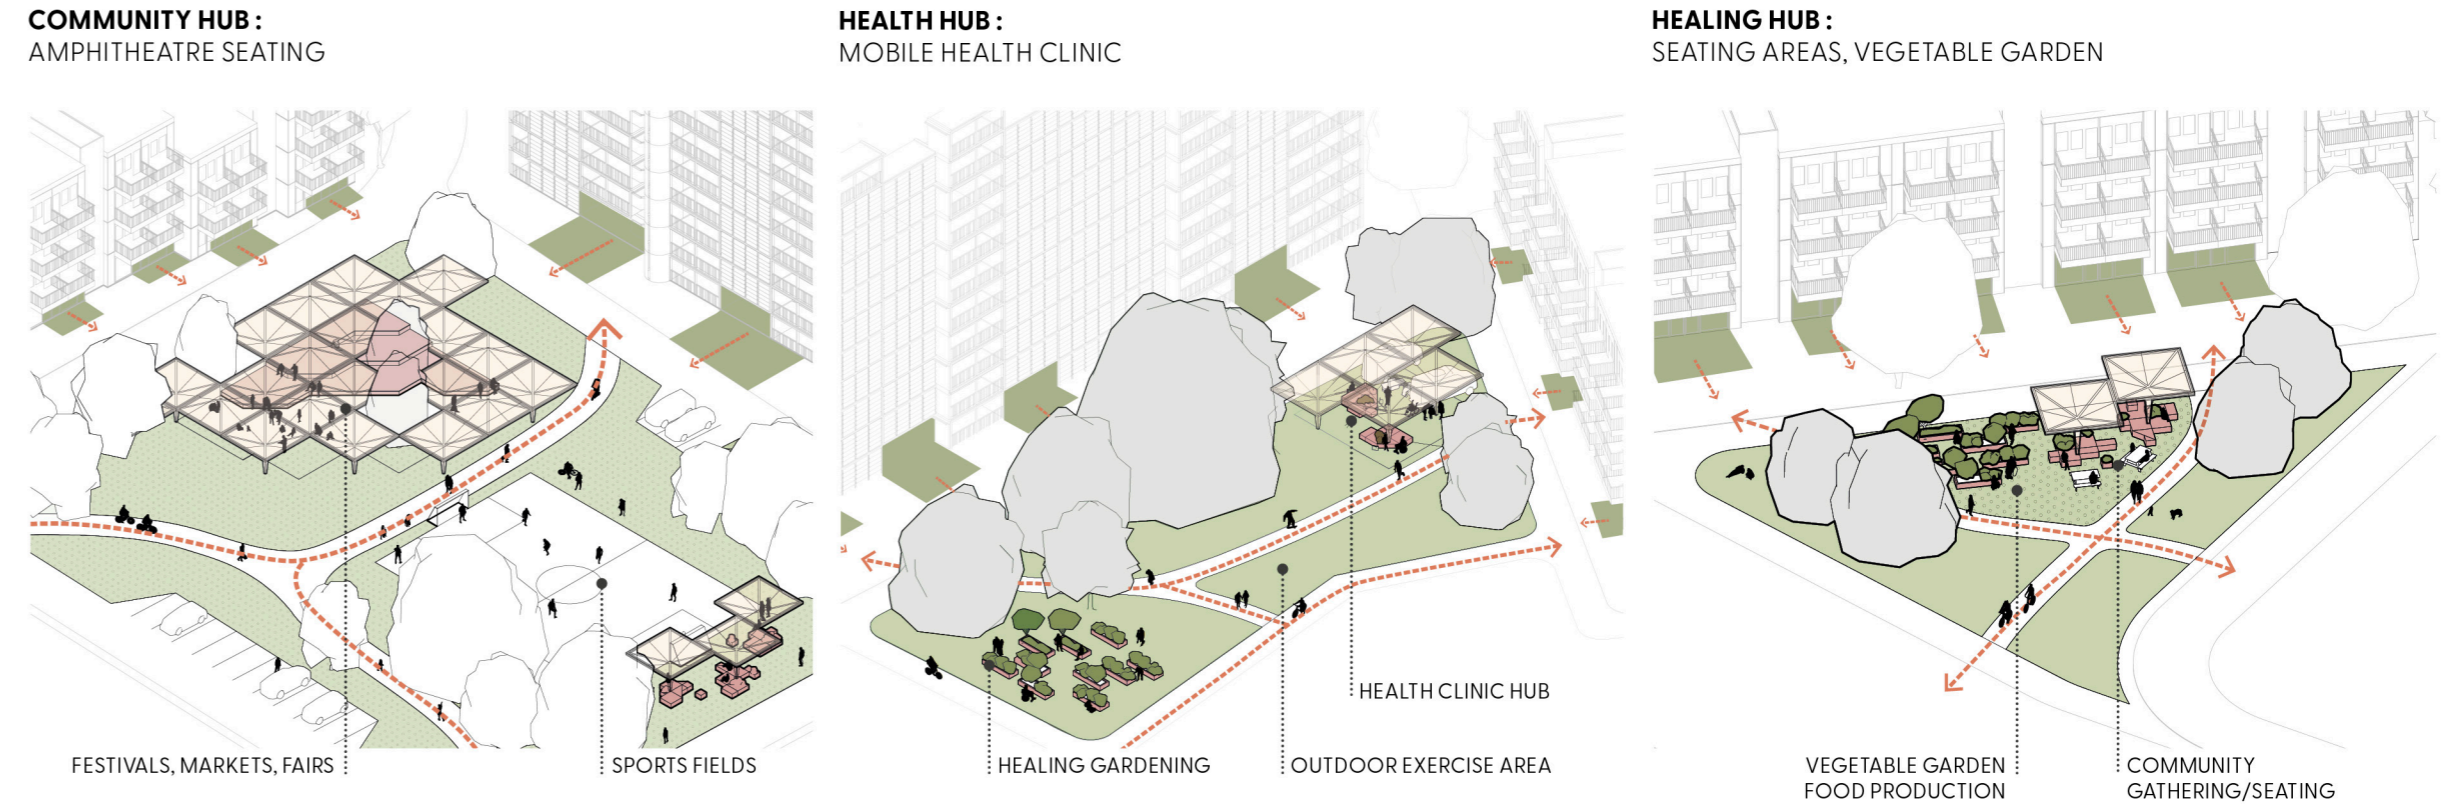 COMMUNITY HUB :
AMPHITHEATRE SEATING
FESTIVALS, MARKETS, FAIRS
SPORTS FIELDS
HEALTH HUB :
MOBILE HEALTH CLINIC
HEALTH CLINIC HUB
HEALING GARDENING
OUTDOOR EXERCISE AREA
HEALING HUB :
SEATING AREAS, VEGETABLE GARDEN
VEGETABLE GARDEN
FOOD PRODUCTION
COMMUNITY
GATHERING/SEATING